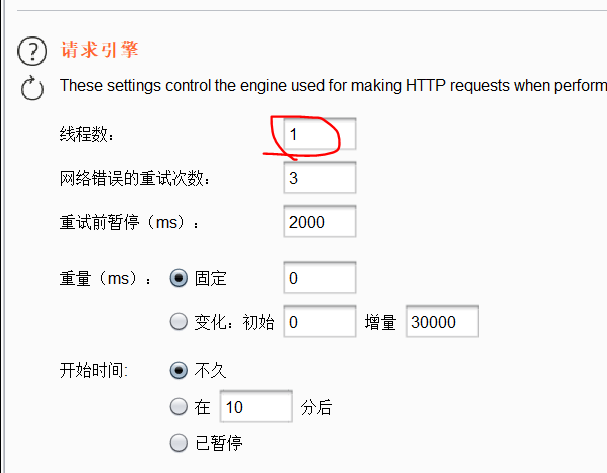 请求引擎
These settings control the engine used for making HTTP requests when perform
线程数： 1
网络错误的重试次数： 3
重试前暂停（ms）： 2000
重量（ms）： 固定 0
变化：初始 0 增量 30000
开始时间: 不久
在 10 分后
已暂停